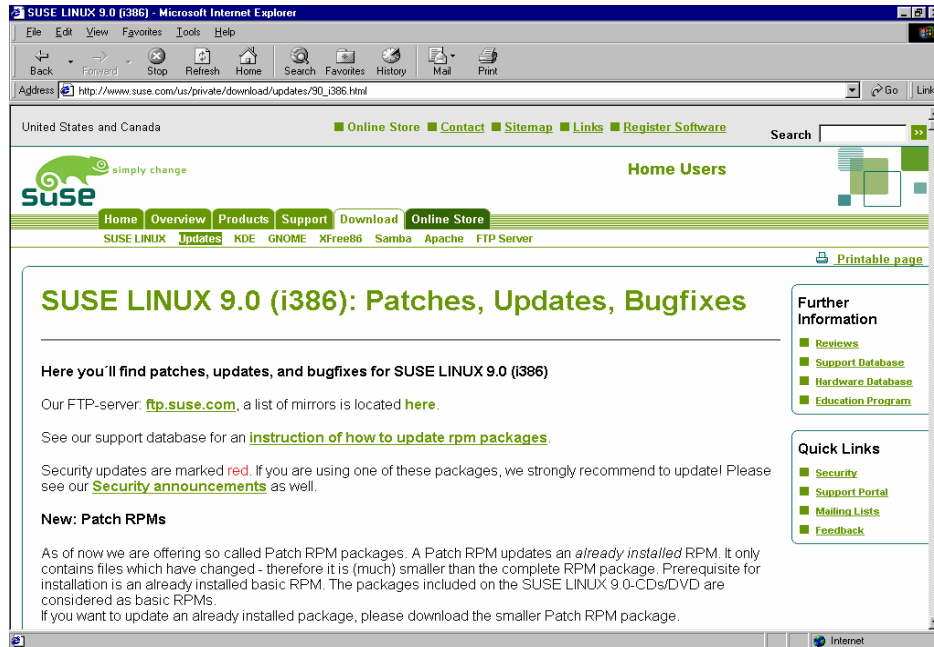 SUSE LINUX 9.0 (i386) - Microsoft Internet Explorer
File Edit View Favorites Tools Help
Back Forward Stop Refresh Home Search Favorites History Mail Print
Address http://www.suse.com/us/private/download/updates/90_i386.html Go Link
United States and Canada Online Store Contact Sitemap Links Register Software Search
simply change
SUSE
Home Users
Home Overview Products Support Download Online Store
SUSE LINUX Updates KDE GNOME XFree86 Samba Apache FTP Server
Printable page
SUSE LINUX 9.0 (i386): Patches, Updates, Bugfixes
Here you´ll find patches, updates, and bugfixes for SUSE LINUX 9.0 (i386)
Our FTP-server: ftp.suse.com, a list of mirrors is located here.
See our support database for an instruction of how to update rpm packages.
Security updates are marked red. If you are using one of these packages, we strongly recommend to update! Please
see our Security announcements as well.
New: Patch RPMs
As of now we are offering so called Patch RPM packages. A Patch RPM updates an already installed RPM. It only
contains files which have changed - therefore it is (much) smaller than the complete RPM package. Prerequisite for
installation is an already installed basic RPM. The packages included on the SUSE LINUX 9.0-CDs/DVD are
considered as basic RPMs.
If you want to update an already installed package, please download the smaller Patch RPM package.
Further
Information
Reviews
Support Database
Hardware Database
Education Program
Quick Links
Security
Support Portal
Mailing Lists
Feedback
Internet